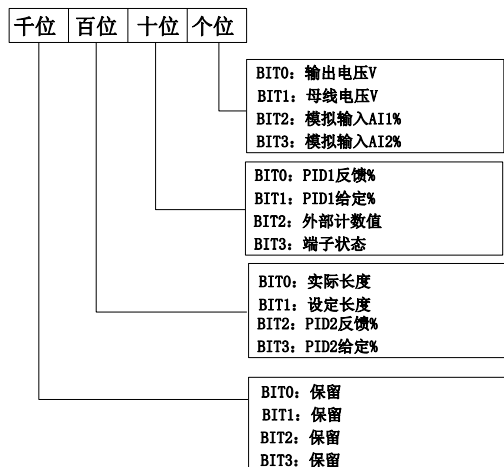 千位 百位 十位 个位
BIT0：输出电压V
BIT1：母线电压V
BIT2：模拟输入AI1%
BIT3：模拟输入AI2%
BIT0：PID1反馈%
BIT1：PID1给定%
BIT2：外部计数值
BIT3：端子状态
BIT0：实际长度
BIT1：设定长度
BIT2：PID2反馈%
BIT3：PID2给定%
BIT0：保留
BIT1：保留
BIT2：保留
BIT3：保留